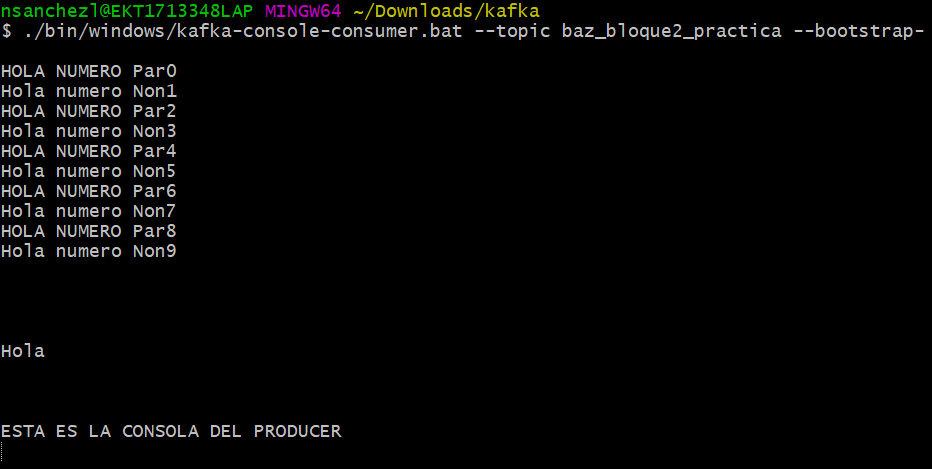 nsanchezl@EKT1713348LAP MINGW64 ~/Downloads/kafka
$ ./bin/windows/kafka-console-consumer.bat --topic baz_bloque2_practica --bootstrap-
HOLA NUMERO Par0
Hola numero Non1
HOLA NUMERO Par2
Hola numero Non3
HOLA NUMERO Par4
Hola numero Non5
HOLA NUMERO Par6
Hola numero Non7
HOLA NUMERO Par8
Hola numero Non9
Hola
ESTA ES LA CONSOLA DEL PRODUCER